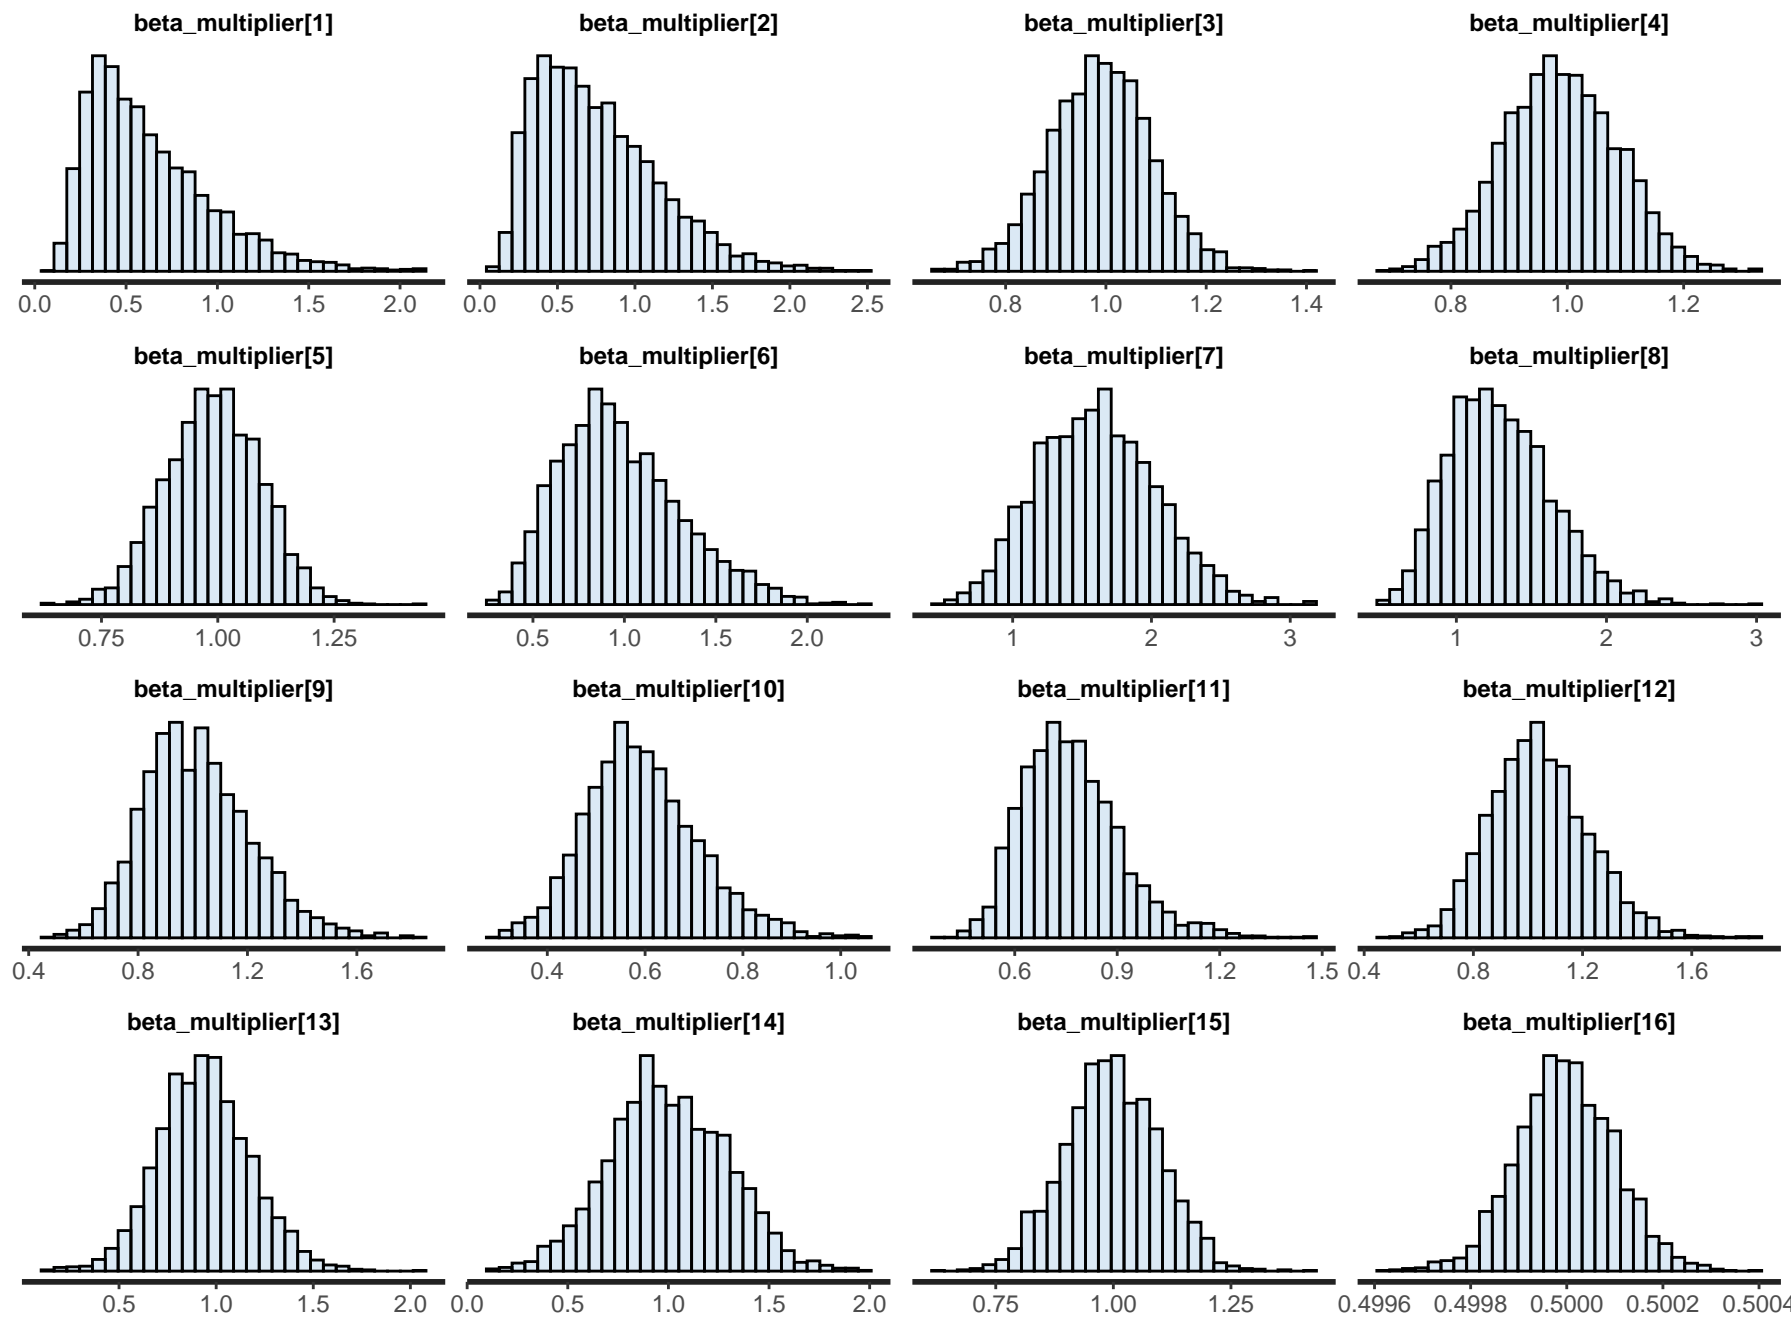 beta_multiplier[1] beta_multiplier[2] beta_multiplier[3] beta_multiplier[4]
0.0 0.5 1.0 1.5 2.0 0.0 0.5 1.0 1.5 2.0 2.5 0.8 1.0 1.2 1.4 0.8 1.0 1.2
beta_multiplier[5] beta_multiplier[6] beta_multiplier[7] beta_multiplier[8]
0.75 1.00 1.25 0.5 1.0 1.5 2.0 1 2 3 1 2 3
beta_multiplier[9] beta_multiplier[10] beta_multiplier[11] beta_multiplier[12]
0.4 0.8 1.2 1.6 0.4 0.6 0.8 1.0 0.6 0.9 1.2 1.5 0.4 0.8 1.2 1.6
beta_multiplier[13] beta_multiplier[14] beta_multiplier[15] beta_multiplier[16]
0.5 1.0 1.5 2.0 0.0 0.5 1.0 1.5 2.0 0.75 1.00 1.25 0.4996 0.4998 0.5000 0.5002 0.5004